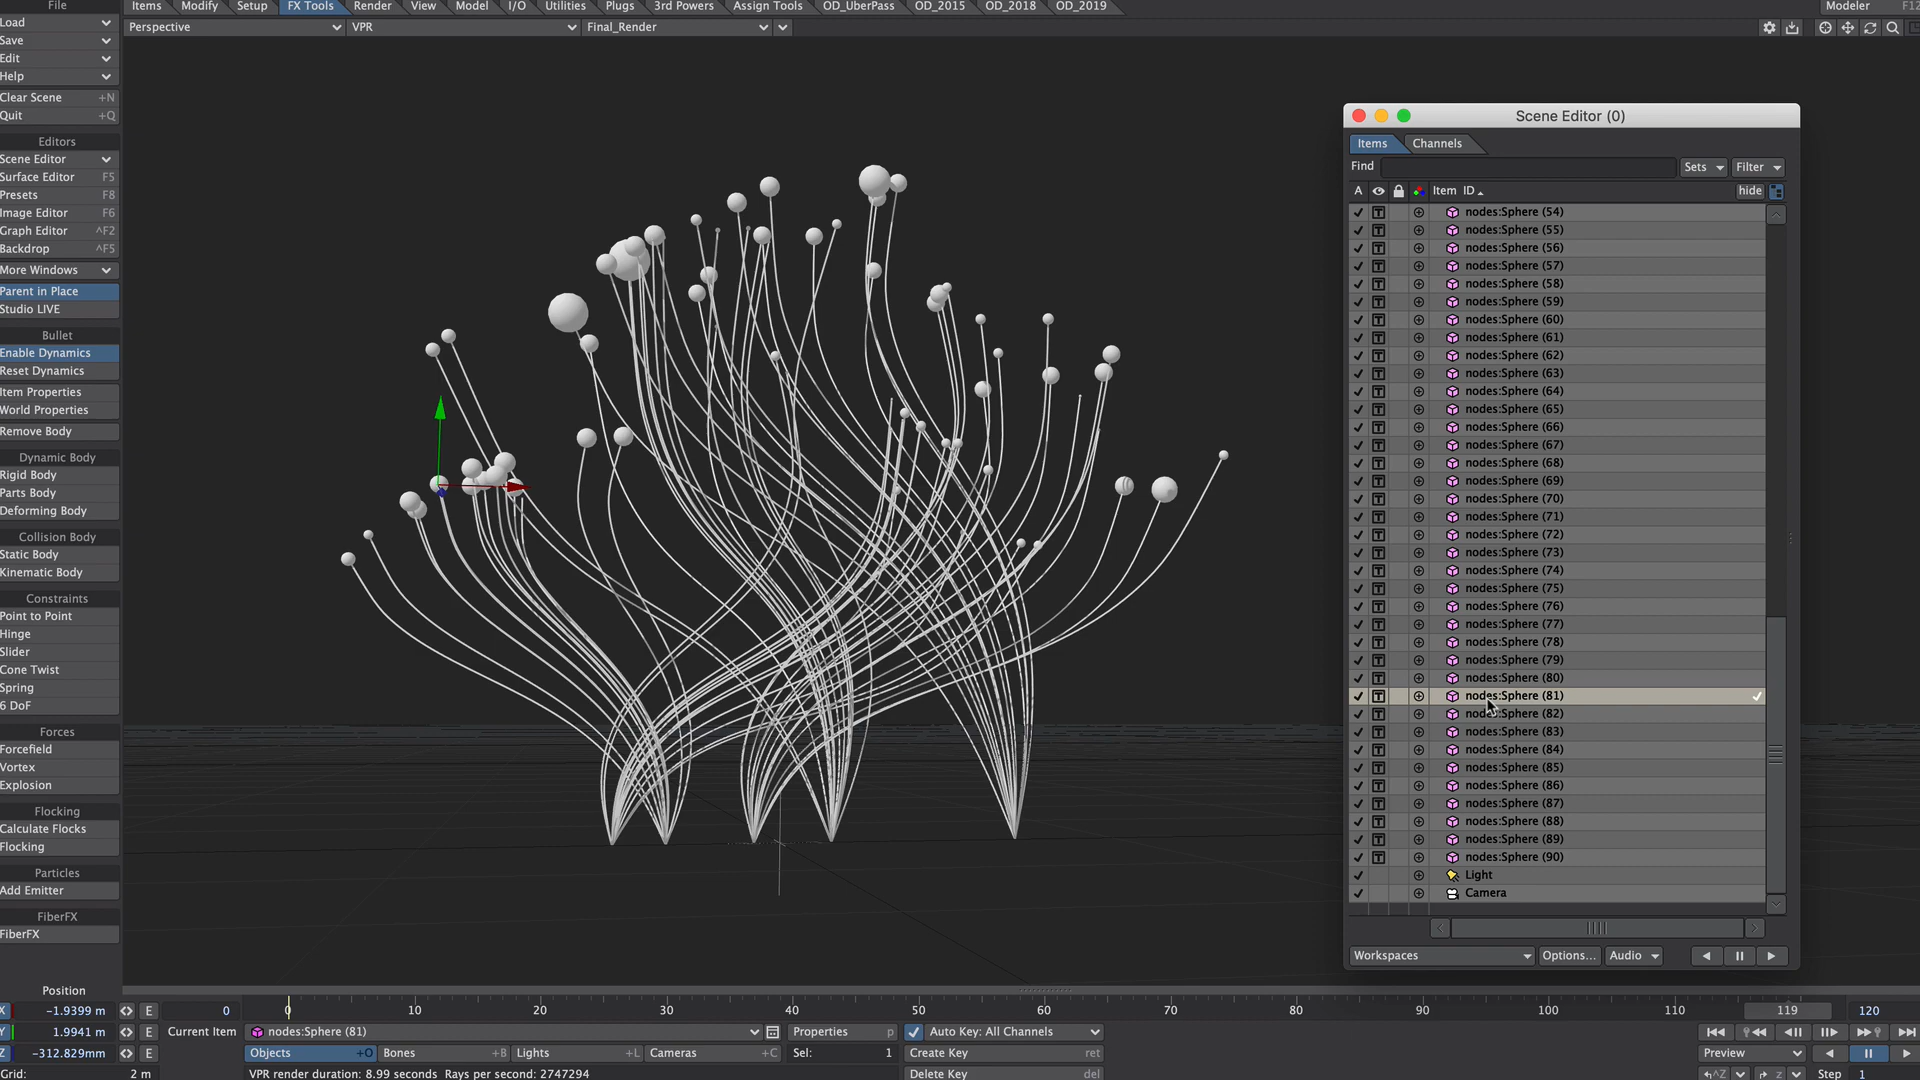 File
Items Modify Setup FX Tools Render View Model I/O Utilities Plugs 3rd Powers Assign Tools OD_UberPass OD_2015 OD_2018 OD_2019 Modeler F12
Load
Perspective VPR Final_Render
Save
Edit
Help
Clear Scene +N
Quit +Q
Editors
Scene Editor
Surface Editor F5
Presets F8
Image Editor F6
Graph Editor ^F2
Backdrop ^F5
More Windows
Parent in Place
Studio LIVE
Bullet
Enable Dynamics
Reset Dynamics
Item Properties
World Properties
Remove Body
Dynamic Body
Rigid Body
Parts Body
Deforming Body
Collision Body
Static Body
Kinematic Body
Constraints
Point to Point
Hinge
Slider
Cone Twist
Spring
6 DoF
Forces
Forcefield
Vortex
Explosion
Flocking
Calculate Flocks
Flocking
Particles
Add Emitter
FiberFX
FiberFX
Scene Editor (0)
Items Channels
Find Sets Filter
A Item ID hide
T nodes:Sphere (54)
T nodes:Sphere (55)
T nodes:Sphere (56)
T nodes:Sphere (57)
T nodes:Sphere (58)
T nodes:Sphere (59)
T nodes:Sphere (60)
T nodes:Sphere (61)
T nodes:Sphere (62)
T nodes:Sphere (63)
T nodes:Sphere (64)
T nodes:Sphere (65)
T nodes:Sphere (66)
T nodes:Sphere (67)
T nodes:Sphere (68)
T nodes:Sphere (69)
T nodes:Sphere (70)
T nodes:Sphere (71)
T nodes:Sphere (72)
T nodes:Sphere (73)
T nodes:Sphere (74)
T nodes:Sphere (75)
T nodes:Sphere (76)
T nodes:Sphere (77)
T nodes:Sphere (78)
T nodes:Sphere (79)
T nodes:Sphere (80)
T nodes:Sphere (81)
T nodes:Sphere (82)
T nodes:Sphere (83)
T nodes:Sphere (84)
T nodes:Sphere (85)
T nodes:Sphere (86)
T nodes:Sphere (87)
T nodes:Sphere (88)
T nodes:Sphere (89)
T nodes:Sphere (90)
Light
Camera
Workspaces Options... Audio
Position
X -1.9399 m E 0 0 10 20 30 40 50 60 70 80 90 100 110 119 120
Y 1.9941 m E Current Item nodes:Sphere (81) Properties p Auto Key: All Channels
Z -312.829mm E Objects +O Bones +B Lights +L Cameras +C Sel: 1 Create Key ret Preview
Grid: 2 m VPR render duration: 8.99 seconds Rays per second: 2747294 Delete Key del ^Z z Step 1